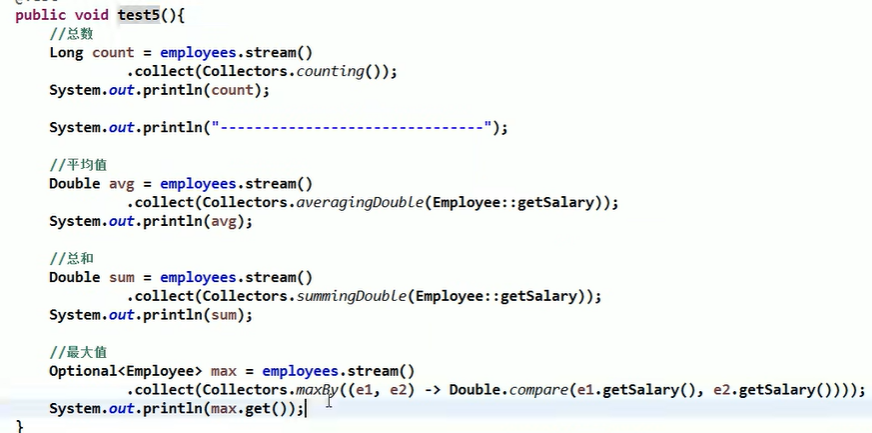 public void test5(){
//总数
Long count = employees.stream()
.collect(Collectors.counting());
System.out.println(count);
System.out.println("-------------------------------");
//平均值
Double avg = employees.stream()
.collect(Collectors.averagingDouble(Employee::getSalary));
System.out.println(avg);
//总和
Double sum = employees.stream()
.collect(Collectors.summingDouble(Employee::getSalary));
System.out.println(sum);
//最大值
Optional<Employee> max = employees.stream()
.collect(Collectors.maxBy((e1, e2) -> Double.compare(e1.getSalary(), e2.getSalary())));
System.out.println(max.get());
}